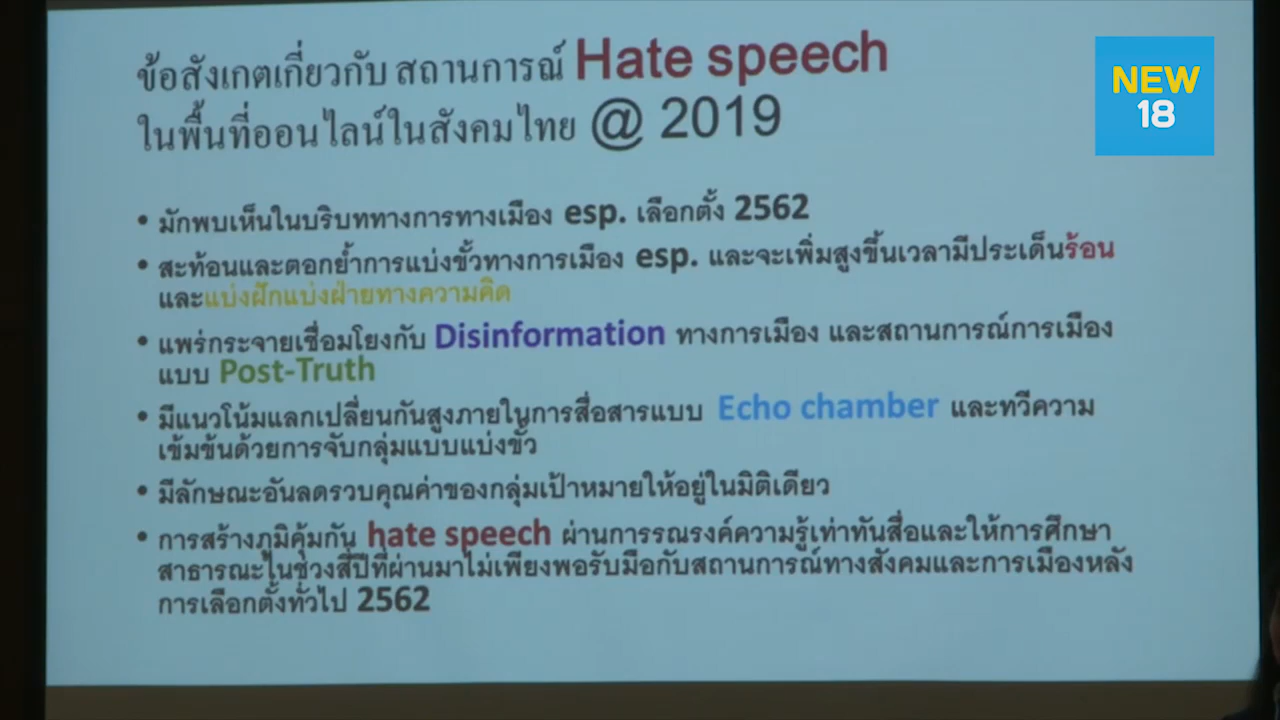 ข้อสังเกตเกี่ยวกับ สถานการณ์ Hate speech
ในพื้นที่ออนไลน์ในสังคมไทย @ 2019
NEW
18
• มักพบเห็นในบริบททางการทางเมือง esp. เลือกตั้ง 2562
• สะท้อนและตอกย้ำการแบ่งขั้วทางการเมือง esp. และจะเพิ่มสูงขึ้นเวลามีประเด็นร้อน
และแบ่งฝักแบ่งฝ่ายทางความคิด
• แพร่กระจายเชื่อมโยงกับ Disinformation ทางการเมือง และสถานการณ์การเมือง
แบบ Post-Truth
• มีแนวโน้มแลกเปลี่ยนกันสูงภายในการสื่อสารแบบ Echo chamber และทวีความ
เข้มข้นด้วยการจับกลุ่มแบบแบ่งขั้ว
• มีลักษณะอันลดรวบคุณค่าของกลุ่มเป้าหมายให้อยู่ในมิติเดียว
• การสร้างภูมิคุ้มกัน hate speech ผ่านการรณรงค์ความรู้เท่าทันสื่อและให้การศึกษา
สาธารณะในช่วงสี่ปีที่ผ่านมาไม่เพียงพอรับมือกับสถานการณ์ทางสังคมและการเมืองหลัง
การเลือกตั้งทั่วไป 2562